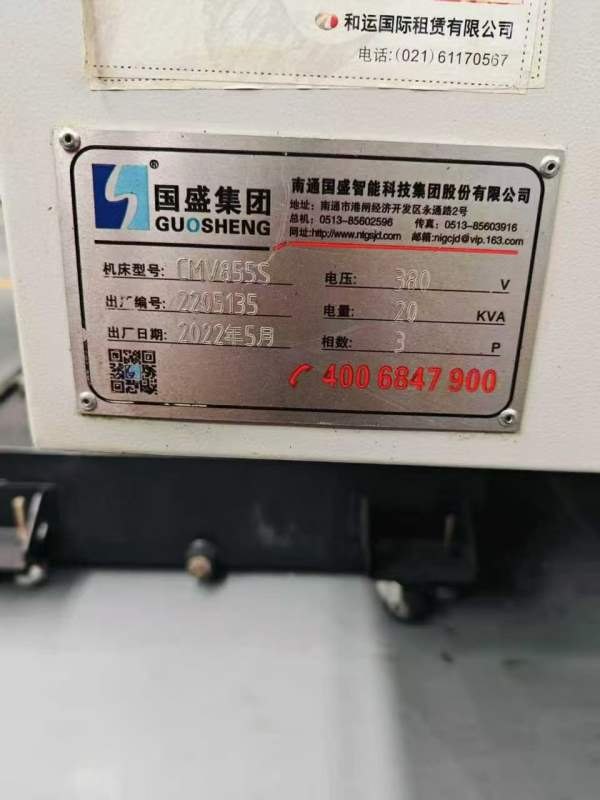 和运国际租赁有限公司
电话:(021) 61170567
国盛集团®
GUOSHENG
南通国盛智能科技集团股份有限公司
地址: 南通市港闸经济开发区永通路2号
总机: 0513-85602596 传真: 0513-85603916
网址:http://www.ntgsjd.com 邮箱:ntgcjd@vip.163.com
机床型号: CMV855S 电压: 380 V
出厂编号: 2205135 电量: 20 KVA
出厂日期: 2022年5月 相数: 3 P
400 6847 900